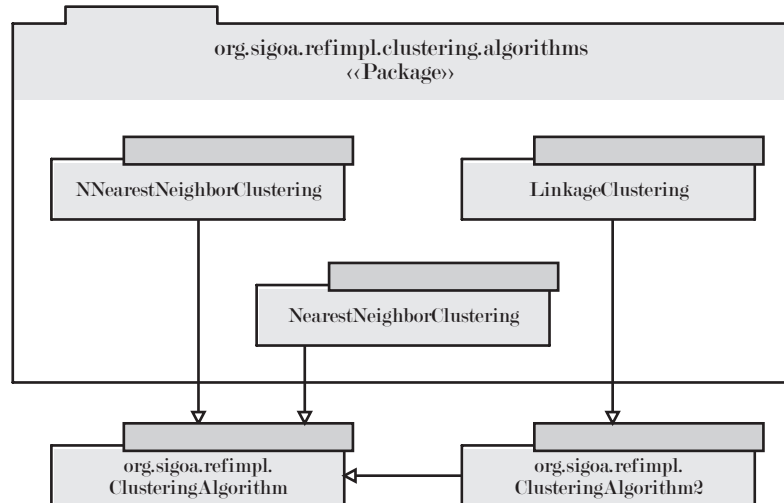 org.sigoa.refimpl.clustering.algorithms
‹‹Package››
NNearestNeighborClustering
LinkageClustering
NearestNeighborClustering
org.sigoa.refimpl.
ClusteringAlgorithm
org.sigoa.refimpl.
ClusteringAlgorithm2